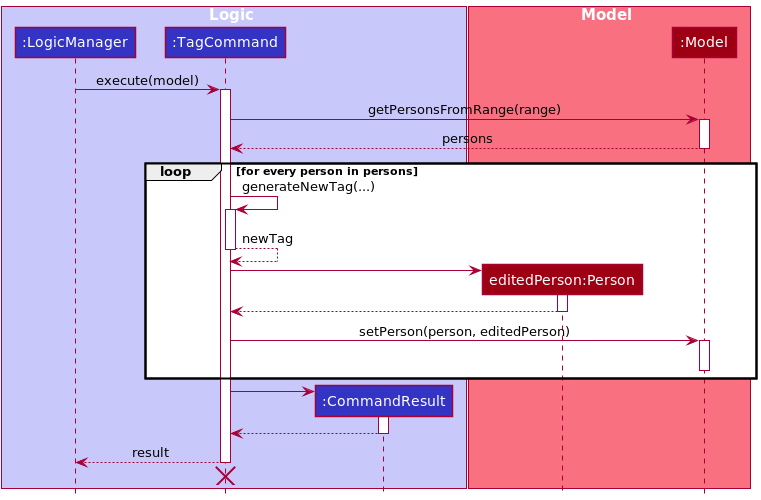 Logic
Model
:LogicManager
:TagCommand
:Model
execute(model)
getPersonsFromRange(range)
persons
loop
[for every person in persons]
generateNewTag(...)
newTag
editedPerson:Person
setPerson(person, editedPerson)
:CommandResult
result